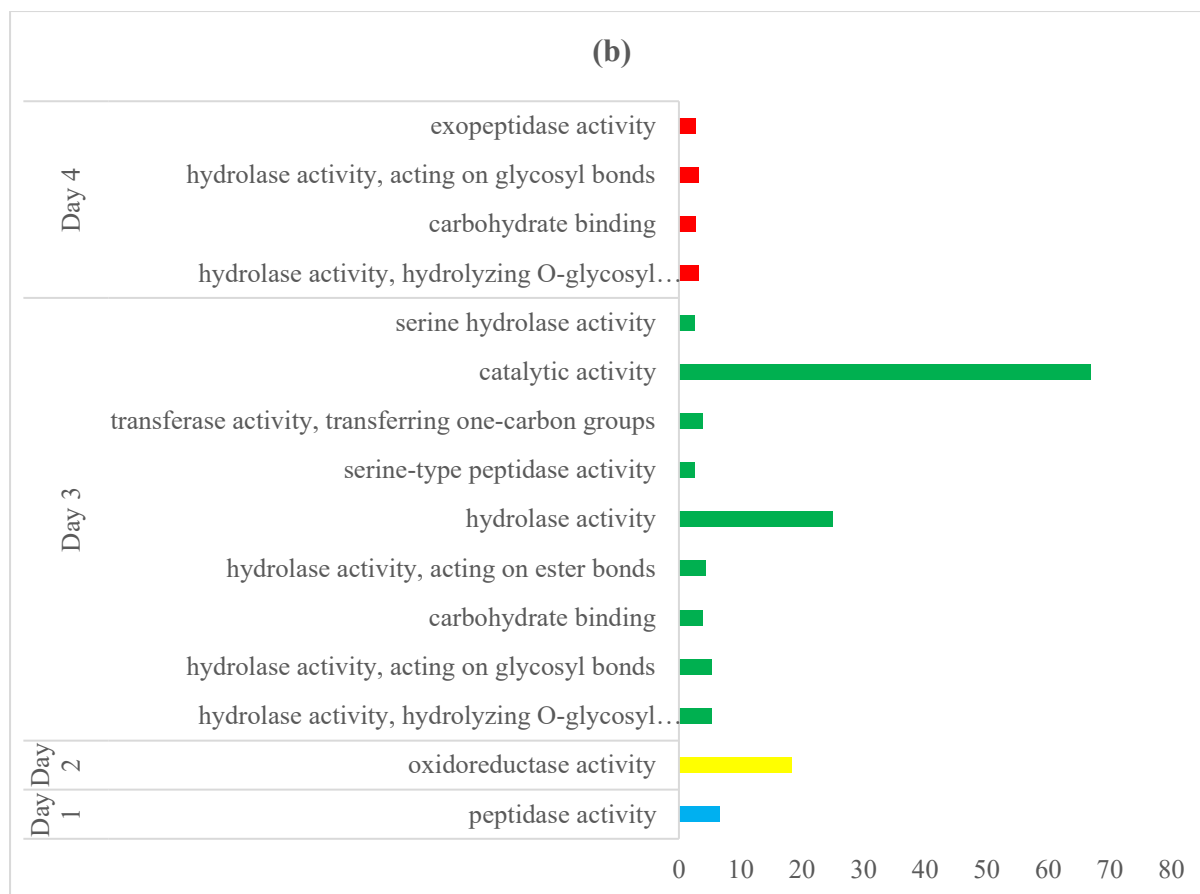 (b)
Day 4
exopeptidase activity
hydrolase activity, acting on glycosyl bonds
carbohydrate binding
hydrolase activity, hydrolyzing O-glycosyl…
Day 3
serine hydrolase activity
catalytic activity
transferase activity, transferring one-carbon groups
serine-type peptidase activity
hydrolase activity
hydrolase activity, acting on ester bonds
carbohydrate binding
hydrolase activity, acting on glycosyl bonds
hydrolase activity, hydrolyzing O-glycosyl…
Day
2
oxidoreductase activity
Day
1
peptidase activity
0 10 20 30 40 50 60 70 80